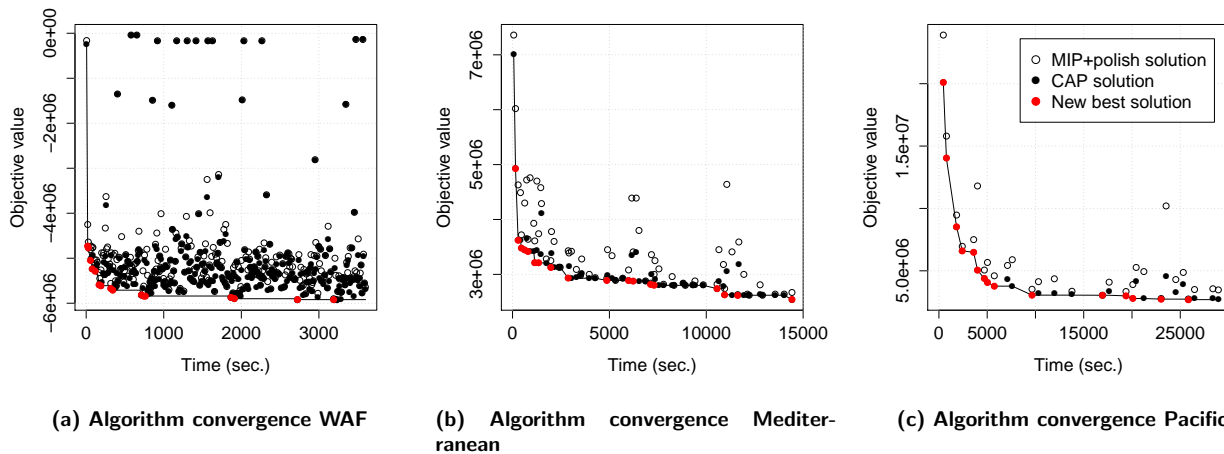 0e+00
−2e+06
−4e+06
−6e+06
Objective value
0
1000
2000
3000
Time (sec.)
7e+06
5e+06
3e+06
Objective value
0
5000
10000
15000
Time (sec.)
MIP+polish solution
CAP solution
New best solution
1.5e+07
5.0e+06
Objective value
0
5000
15000
25000
Time (sec.)
(a) Algorithm convergence WAF
(b) Algorithm convergence Mediter-
ranean
(c) Algorithm convergence Pacific